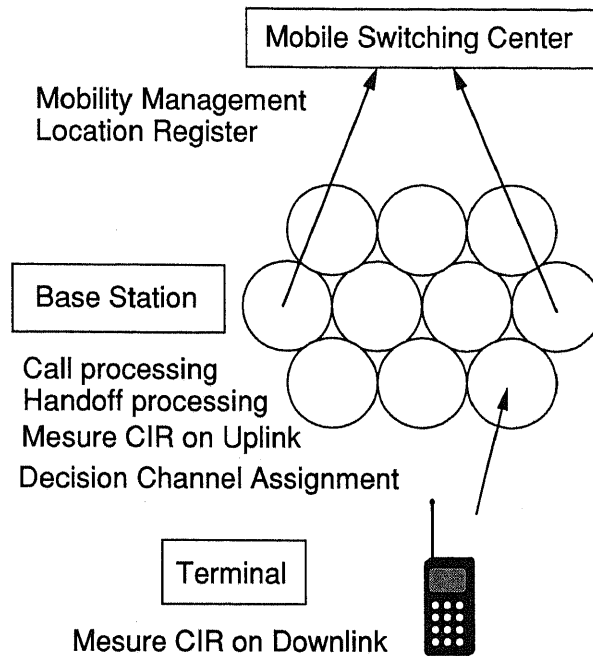 Mobile Switching Center
Mobility Management
Location Register
Base Station
Call processing
Handoff processing
Mesure CIR on Uplink
Decision Channel Assignment
Terminal
Mesure CIR on Downlink